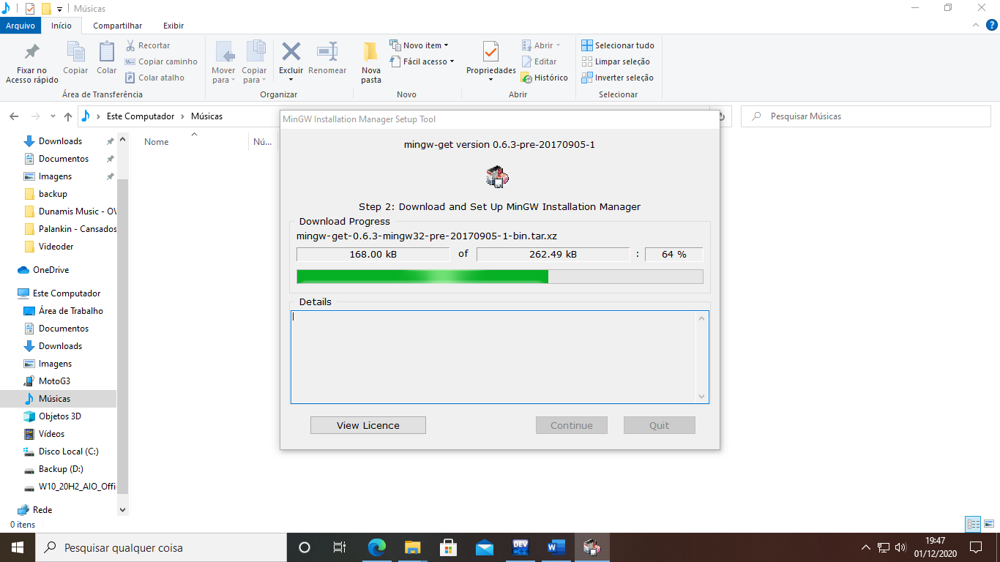 Músicas
Arquivo
Início
Compartilhar
Exibir
Fixar no
Acesso rápido
Copiar
Colar
Recortar
Copiar caminho
Colar atalho
Área de Transferência
Mover
para
Copiar
para
Excluir
Renomear
Organizar
Nova
pasta
Novo item
Fácil acesso
Novo
Propriedades
Abrir
Editar
Histórico
Abrir
Selecionar tudo
Limpar seleção
Inverter seleção
Selecionar
Este Computador
Músicas
Pesquisar Músicas
Downloads
Documentos
Imagens
backup
Dunamis Music - OV
Palankin - Cansados
Videoder
OneDrive
Este Computador
Área de Trabalho
Documentos
Downloads
Imagens
MotoG3
Músicas
Objetos 3D
Vídeos
Disco Local (C:)
Backup (D:)
W10_20H2_AIO_Offi
Rede
0 itens
Nome
Nú...
MinGW Installation Manager Setup Tool
mingw-get version 0.6.3-pre-20170905-1
Step 2: Download and Set Up MinGW Installation Manager
Download Progress
mingw-get-0.6.3-mingw32-pre-20170905-1-bin.tar.xz
168.00 kB of 262.49 kB : 64 %
Details
View Licence
Continue
Quit
Pesquisar qualquer coisa
DEV
19:47
01/12/2020